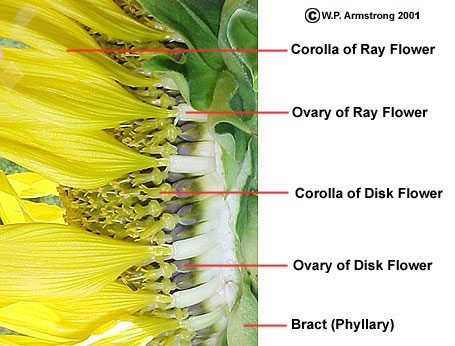 ©W.P. Armstrong 2001
Corolla of Ray Flower
Ovary of Ray Flower
Corolla of Disk Flower
Ovary of Disk Flower
Bract (Phyllary)